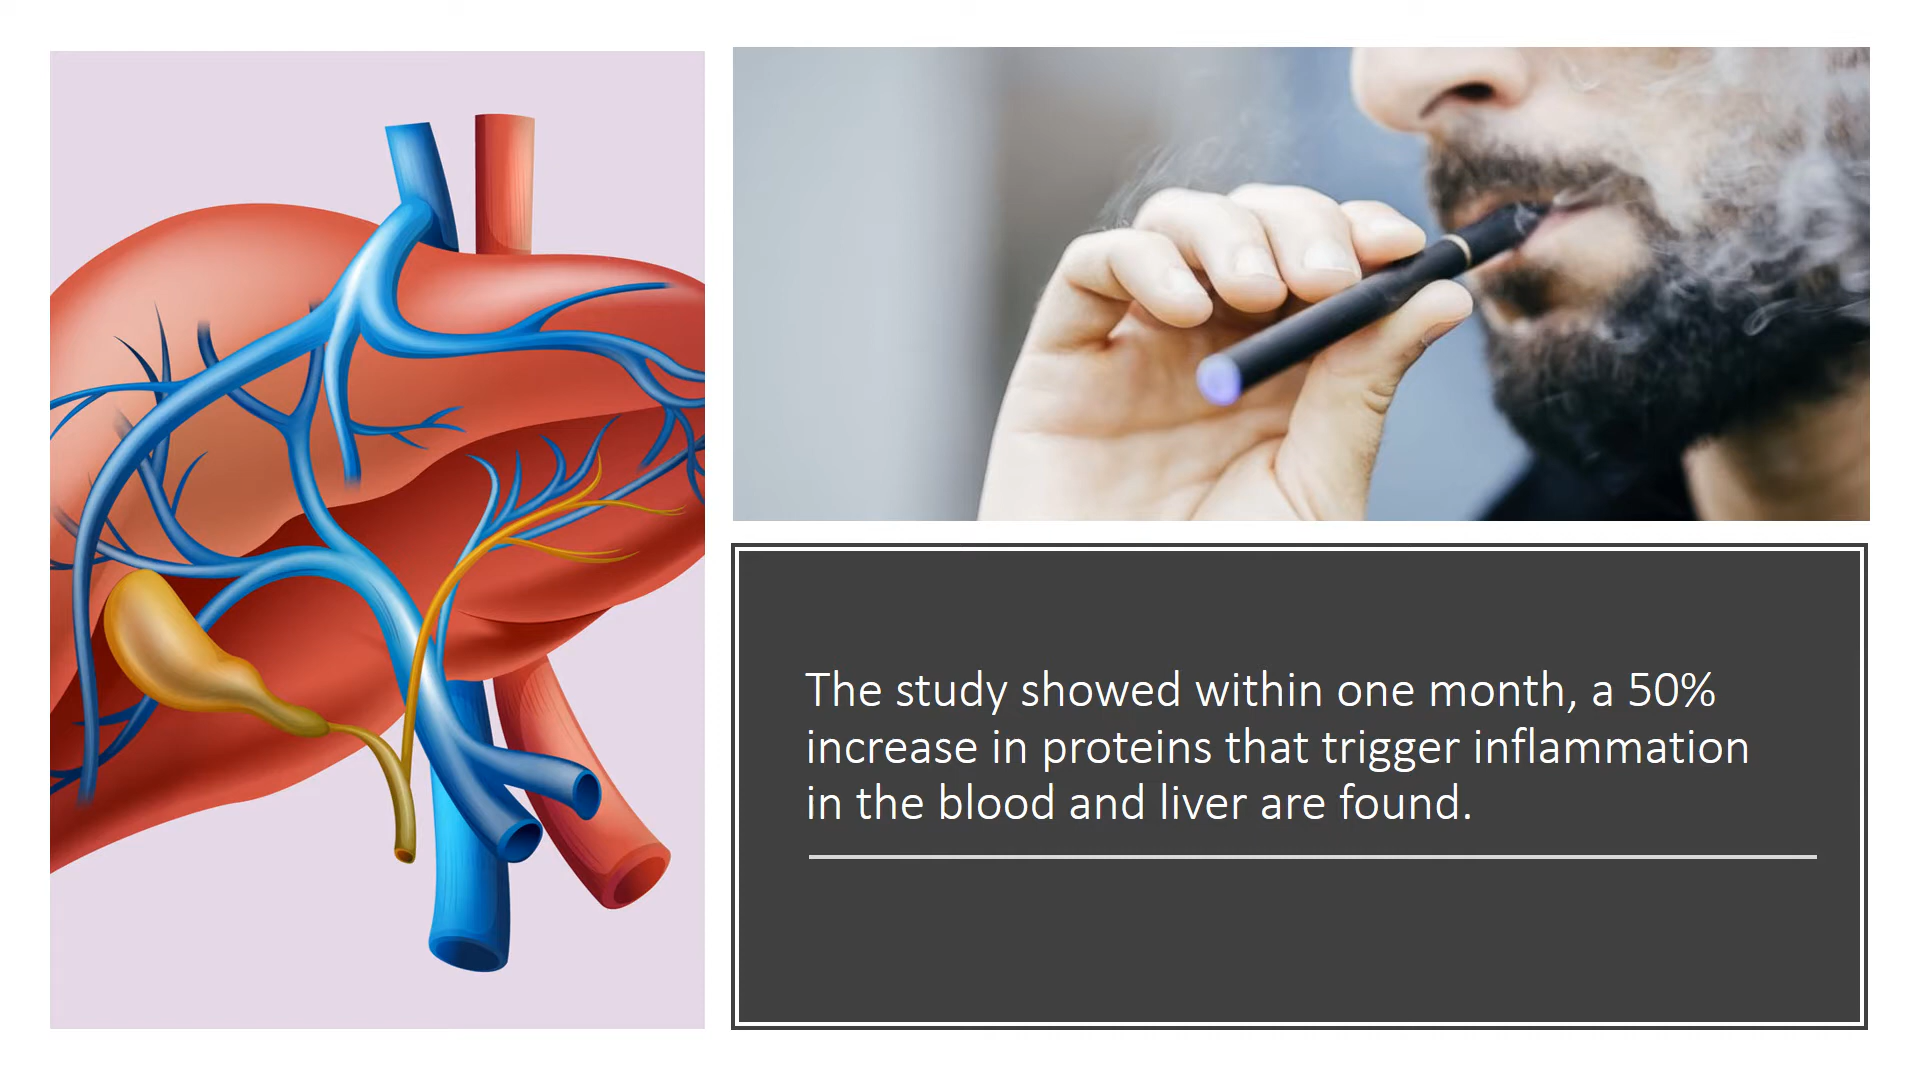 The study showed within one month, a 50%
increase in proteins that trigger inflammation
in the blood and liver are found.